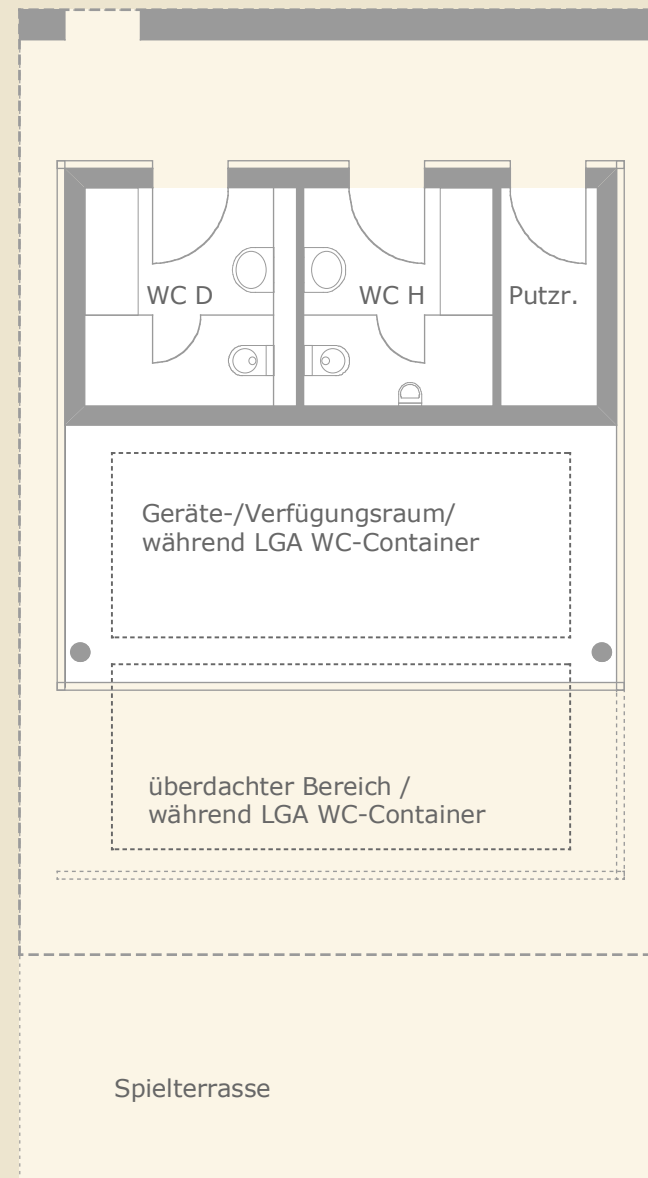 WC D
WC H
Putzr.
Geräte-/Verfügungsraum/
während LGA WC-Container
überdachter Bereich /
während LGA WC-Container
Spielterrasse